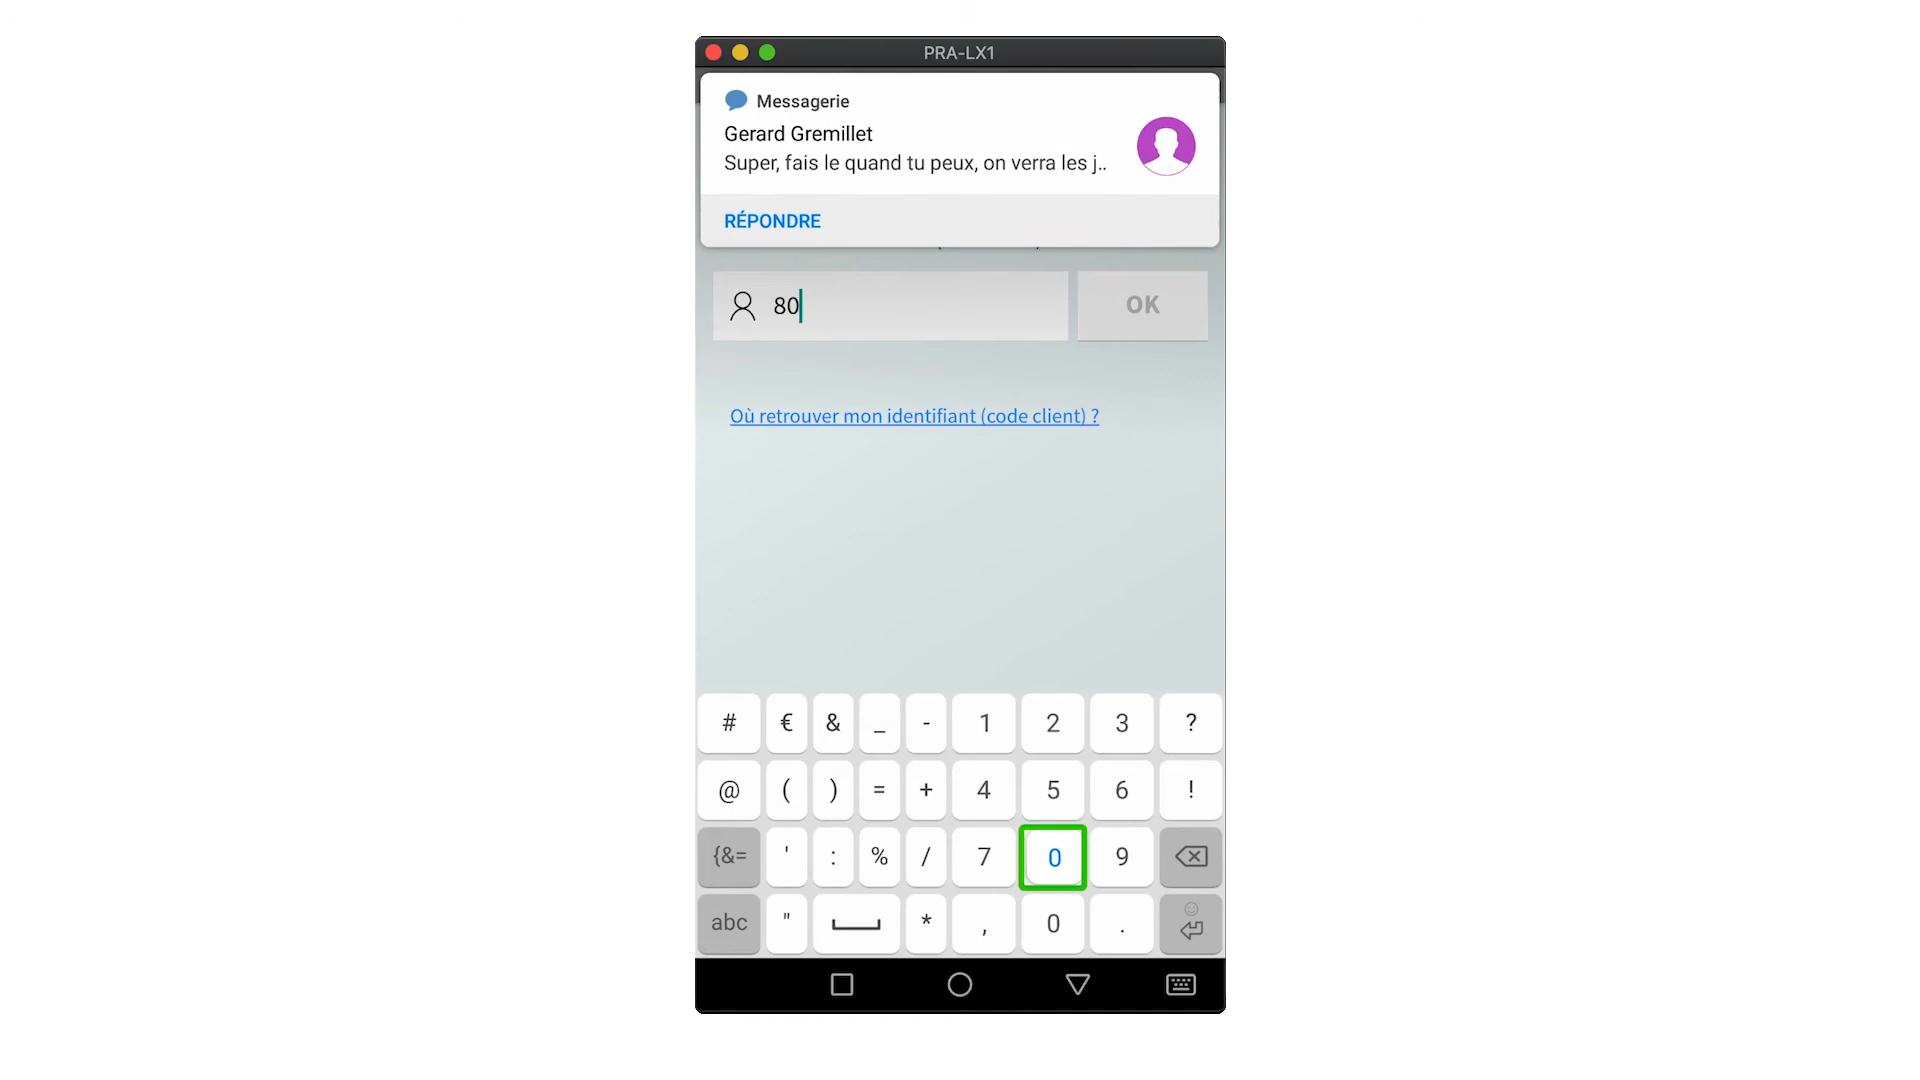 PRA-LX1
Messagerie
Gerard Gremillet
Super, fais le quand tu peux, on verra les j..
RÉPONDRE
80
OK
Où retrouver mon identifiant (code client) ?
# € & _ - 1 2 3 ?
@ ( ) = + 4 5 6 !
{&= ' : % / 7 0 9
abc " * , 0 .